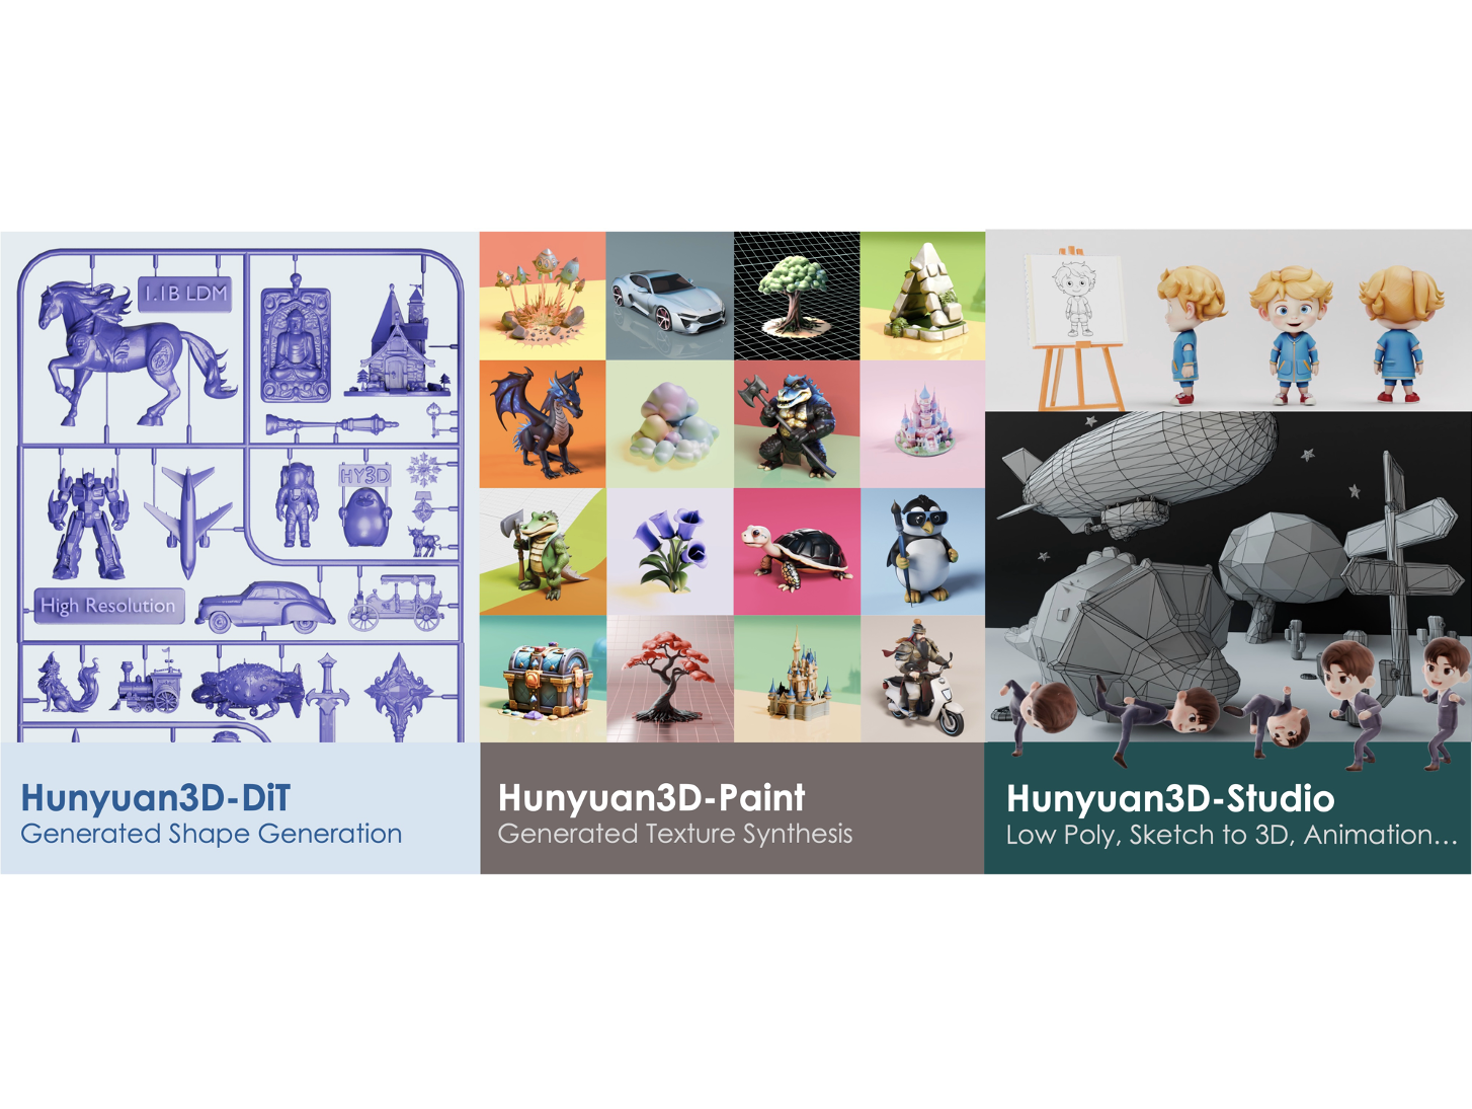 1.1B LDM
HY3D
High Resolution
Hunyuan3D-DiT
Generated Shape Generation
Hunyuan3D-Paint
Generated Texture Synthesis
Hunyuan3D-Studio
Low Poly, Sketch to 3D, Animation...